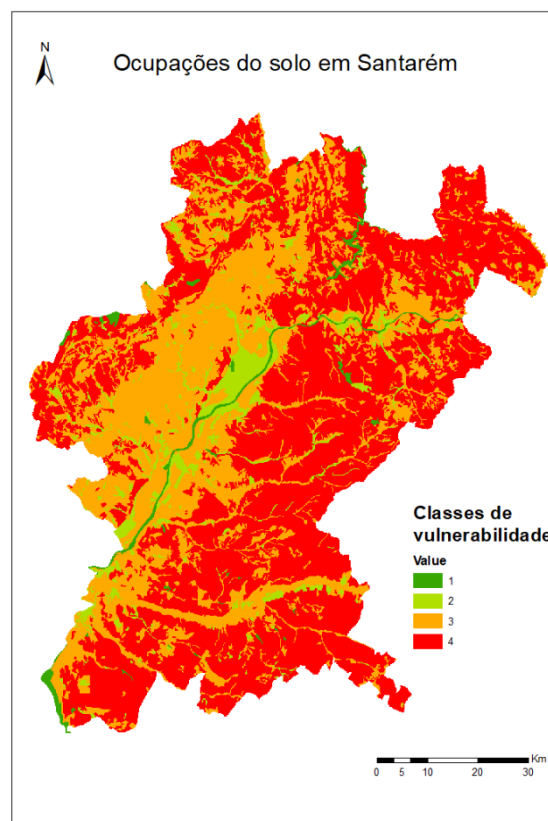 N
Ocupações do solo em Santarém
Classes de
vulnerabilidade
Value
1
2
3
4
Km
0 5 10 20 30